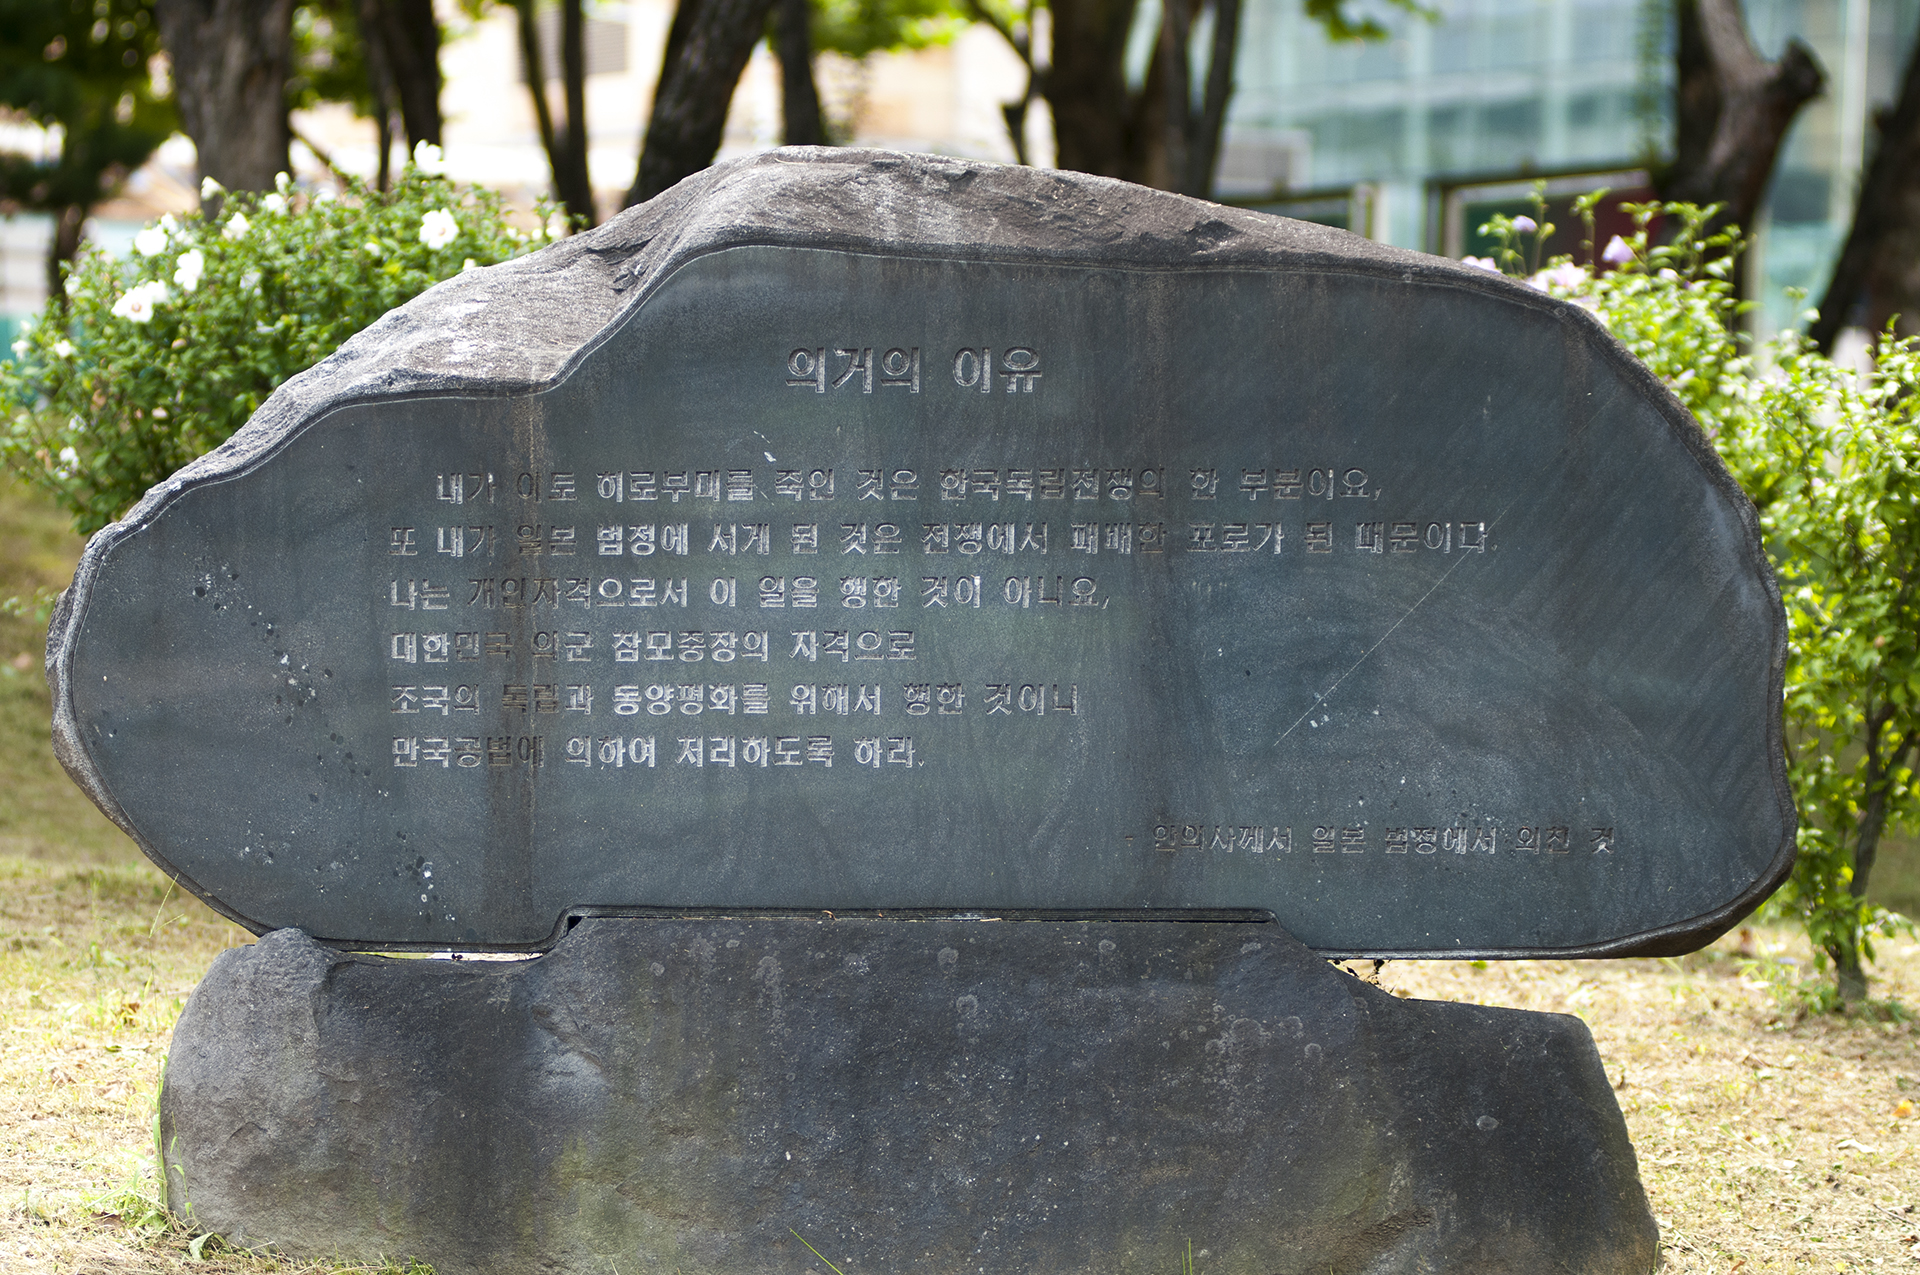 의거의 이유
내가 이토 히로부미를 죽인 것은 한국독립전쟁의 한 부분이요,
또 내가 일본 법정에 서게 된 것은 전쟁에서 패배한 포로가 된 때문이다.
나는 개인자격으로서 이 일을 행한 것이 아니요,
대한민국 의군 참모중장의 자격으로
조국의 독립과 동양평화를 위해서 행한 것이니
만국공법에 의하여 처리하도록 하라.
- 안의사께서 일본 법정에서 외친 것